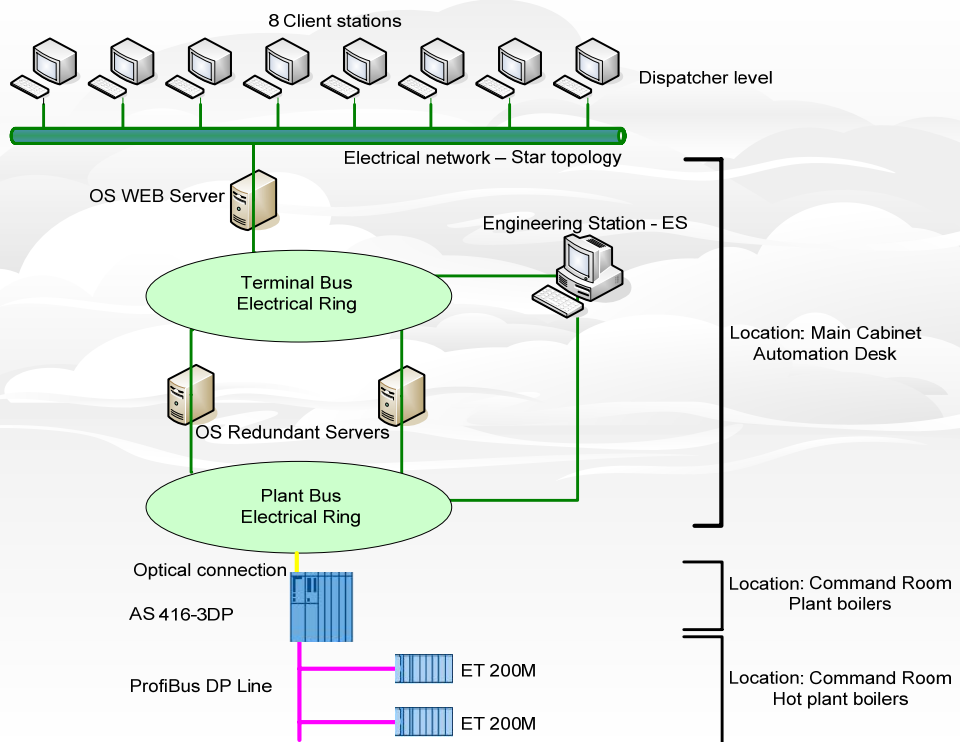 8 Client stations
Dispatcher level
Electrical network – Star topology
OS WEB Server
Engineering Station - ES
Terminal Bus
Electrical Ring
Location: Main Cabinet
Automation Desk
OS Redundant Servers
Plant Bus
Electrical Ring
Optical connection
AS 416-3DP
Location: Command Room
Plant boilers
ProfiBus DP Line
ET 200M
ET 200M
Location: Command Room
Hot plant boilers